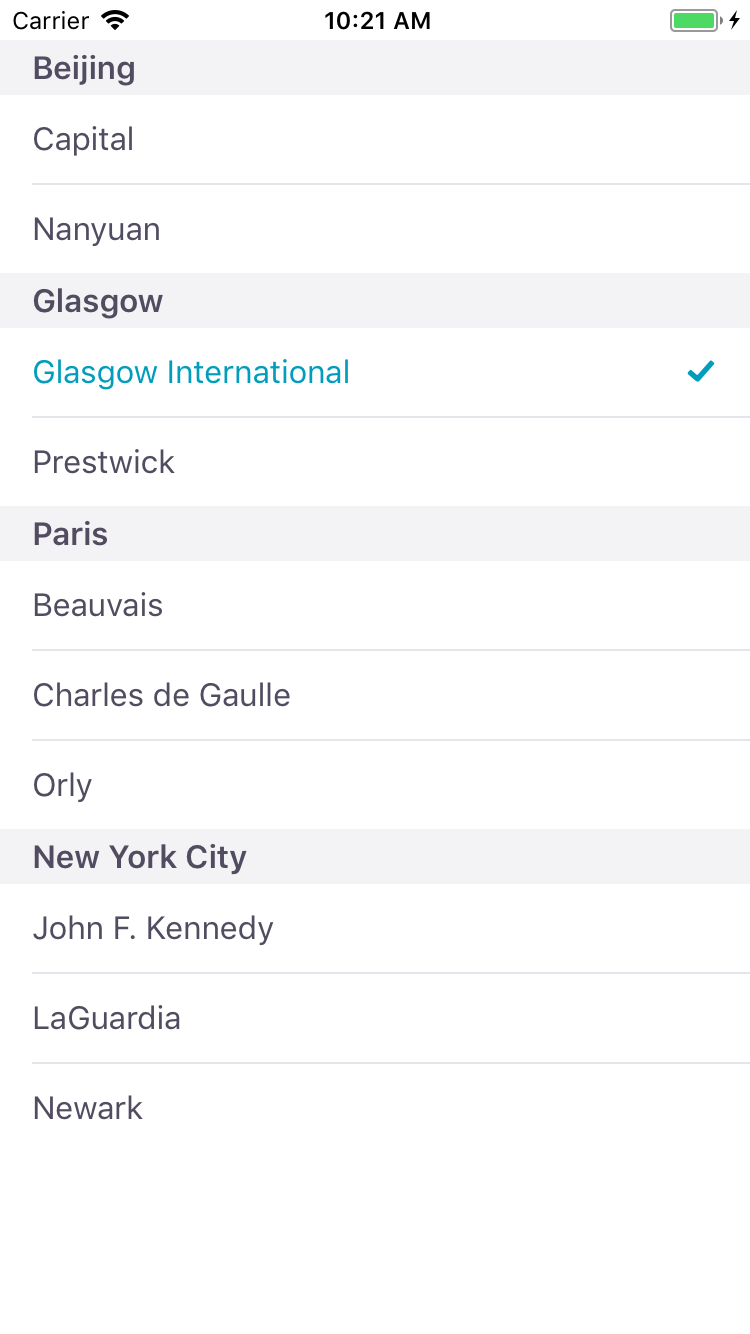 Carrier 10:21 AM
Beijing
Capital
Nanyuan
Glasgow
Glasgow International
Prestwick
Paris
Beauvais
Charles de Gaulle
Orly
New York City
John F. Kennedy
LaGuardia
Newark